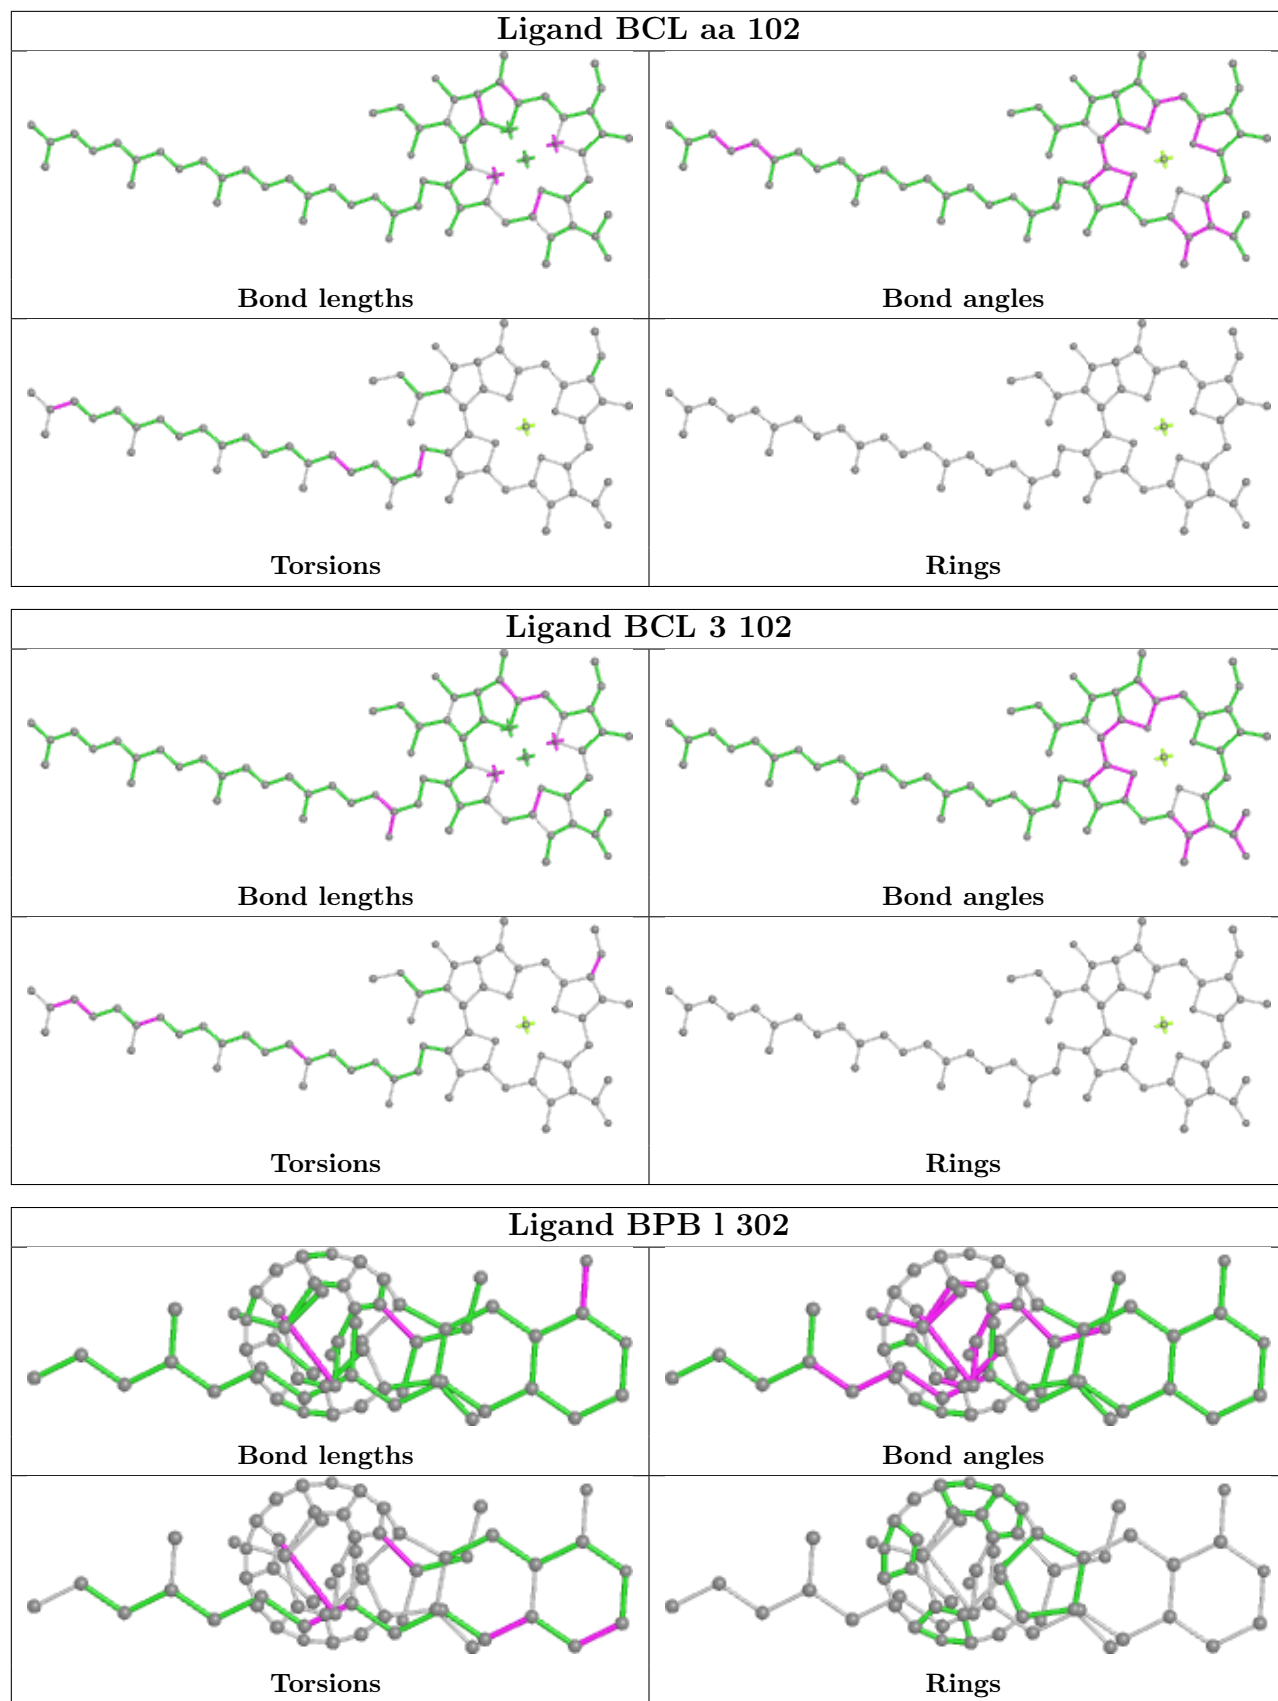 Ligand BCL aa 102
Bond lengths
Bond angles
Torsions
Rings
Ligand BCL 3 102
Bond lengths
Bond angles
Torsions
Rings
Ligand BPB l 302
Bond lengths
Bond angles
Torsions
Rings